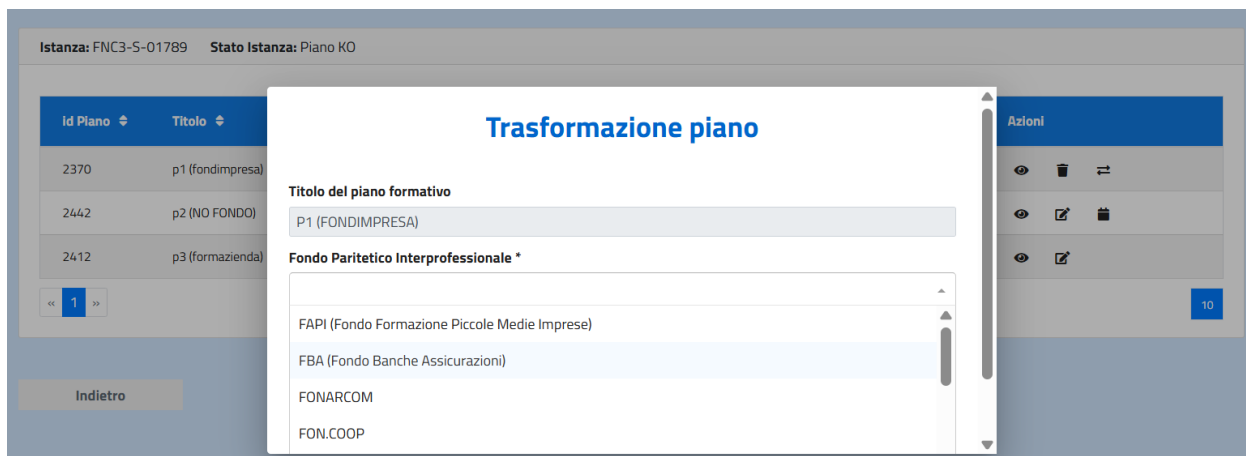 Istanza: FNC3-S-01789 Stato Istanza: Piano KO
Trasformazione piano
id Piano Titolo Azioni
2370 p1 (fondimpresa)
Titolo del piano formativo
P1 (FONDIMPRESA)
2442 p2 (NO FONDO)
2412 p3 (formazienda)
Fondo Paritetico Interprofessionale *
« 1 » 10
FAPI (Fondo Formazione Piccole Medie Imprese)
FBA (Fondo Banche Assicurazioni)
FONARCOM
FON.COOP
Indietro